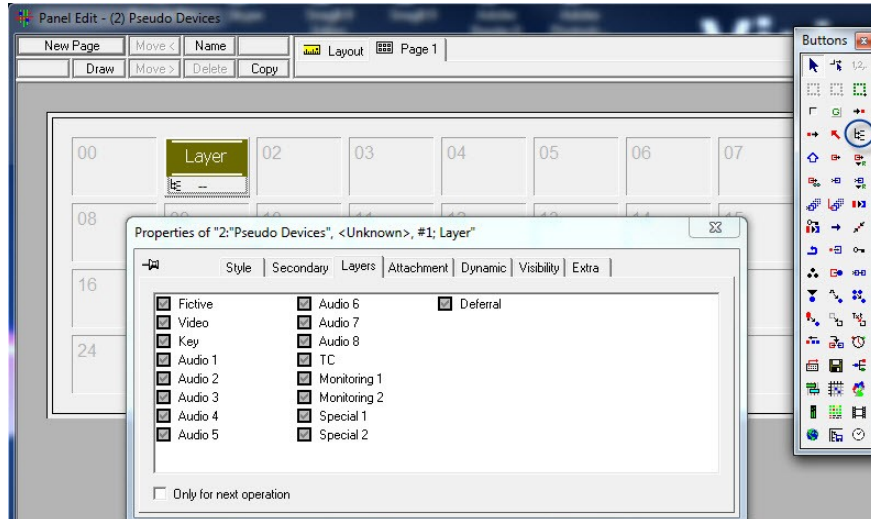 Panel Edit - (2) Pseudo Devices
New Page Move < Name Layout Page 1
Draw Move > Delete Copy
Buttons
1,2,.
00 Layer 02 03 04 05 06 07
--
08
Properties of "2:"Pseudo Devices", <Unknown>, #1; Layer"
Style Secondary Layers Attachment Dynamic Visibility Extra
16
24
Fictive Audio 6 Deferral
Video Audio 7
Key Audio 8
Audio 1 TC
Audio 2 Monitoring 1
Audio 3 Monitoring 2
Audio 4 Special 1
Audio 5 Special 2
Only for next operation